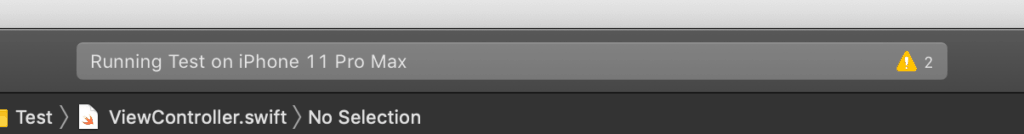 Running Test on iPhone 11 Pro Max 2
Test 〉 ViewController.swift 〉 No Selection